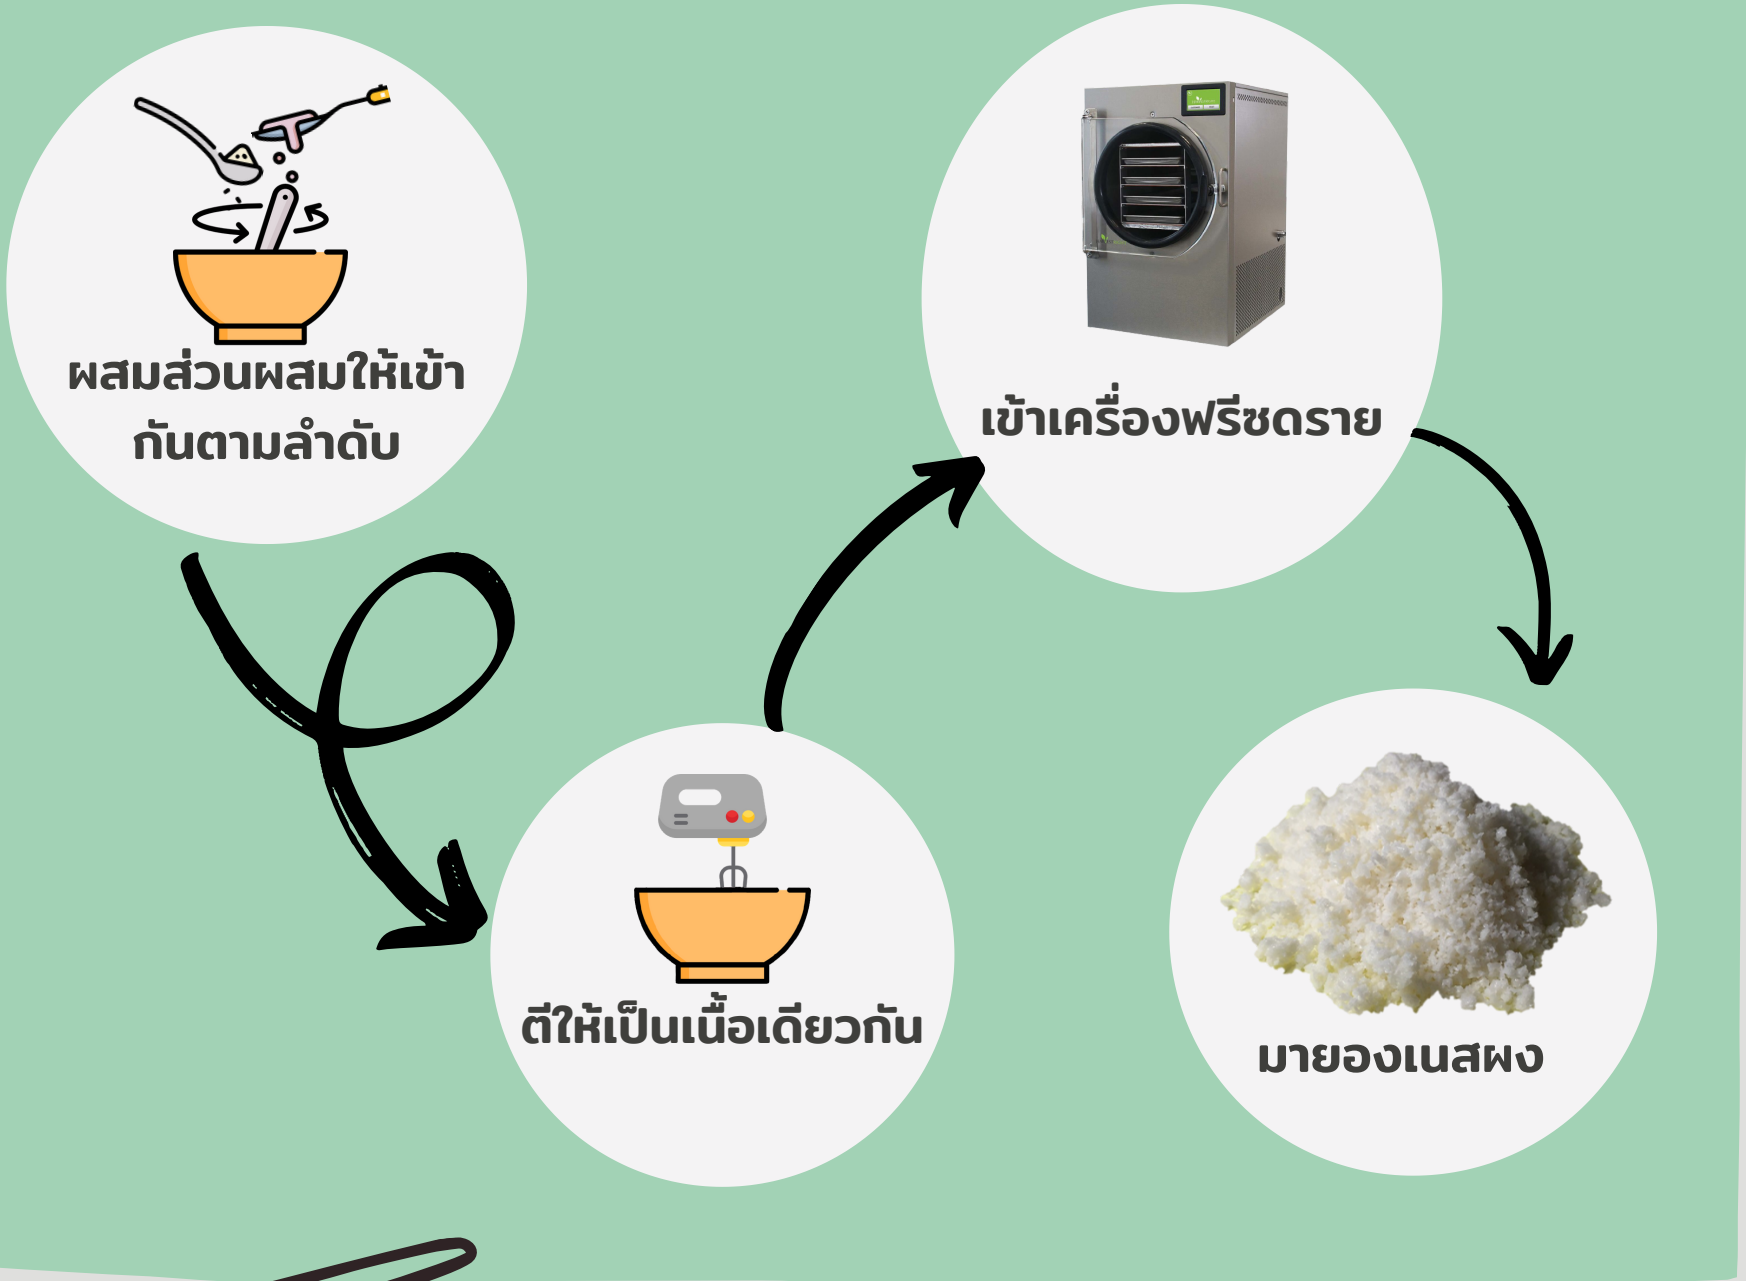 ผสมส่วนผสมให้เข้า
กันตามลำดับ
เข้าเครื่องฟรีซดราย
ตีให้เป็นเนื้อเดียวกัน
มายองเนสผง